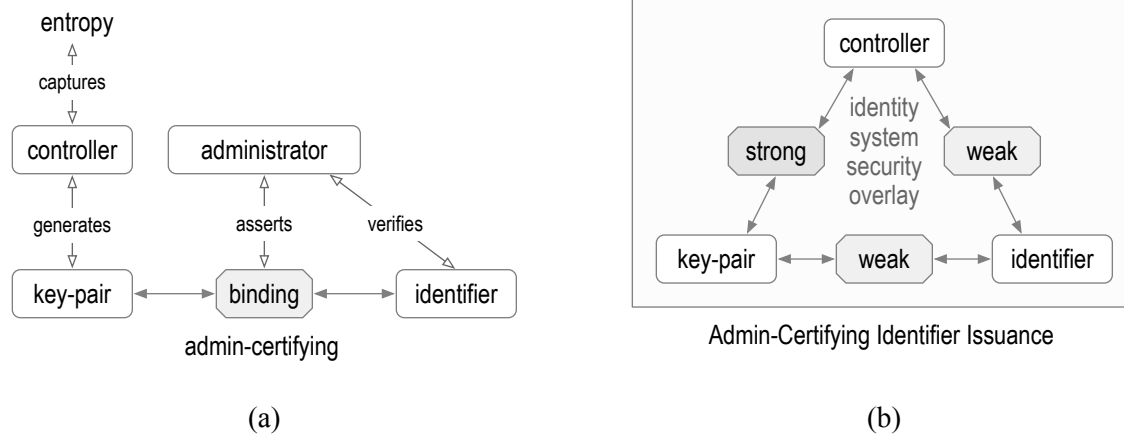 entropy
captures
controller
administrator
generates
asserts
verifies
key-pair
binding
identifier
admin-certifying
(a)
controller
identity
system
security
overlay
strong
weak
key-pair
weak
identifier
Admin-Certifying Identifier Issuance
(b)